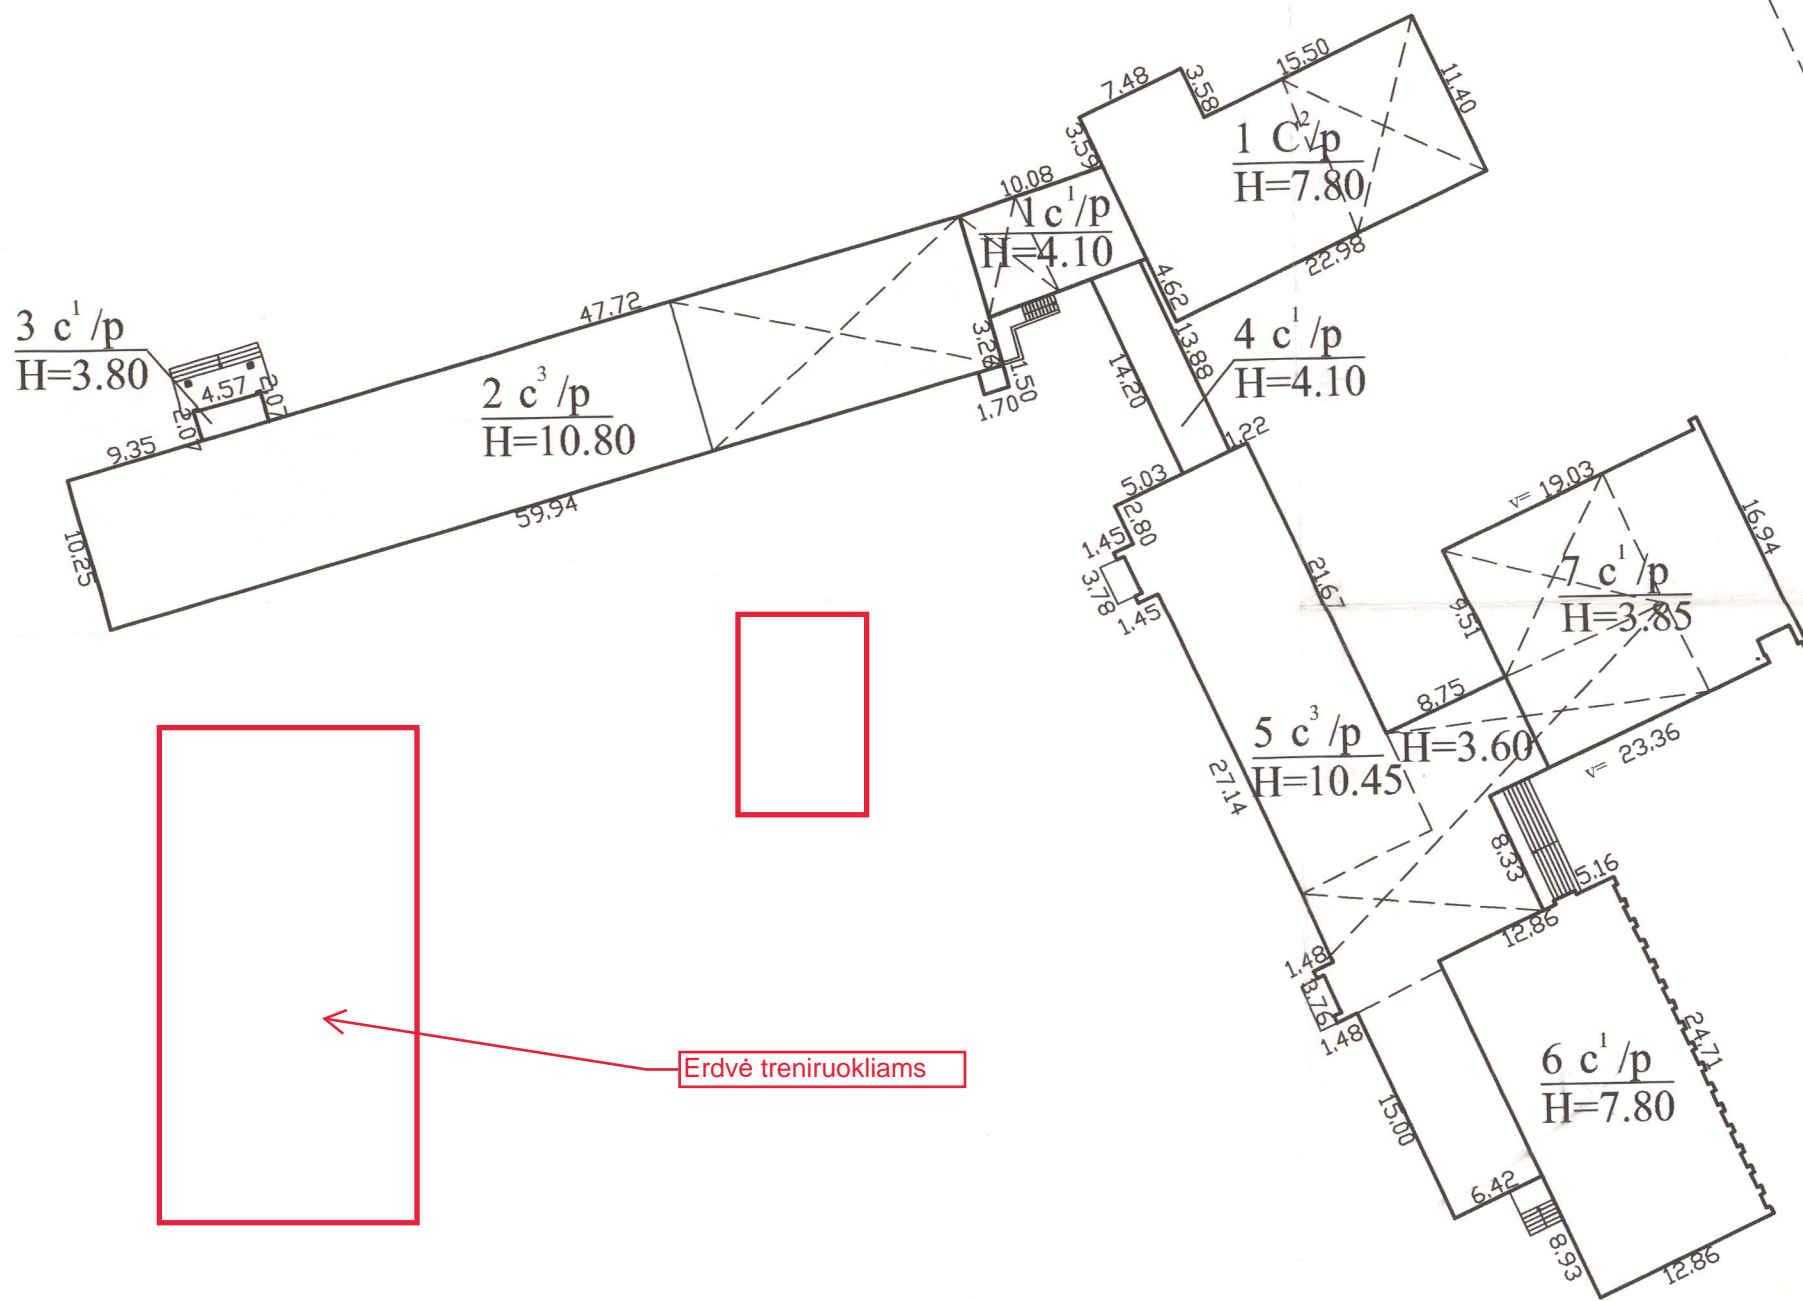 15,50
7,48
3,58
11,40
1 C²/p
H=7.80
3,59
10,08
1c¹/p
H=4.10
22,98
4,62
47,72
3 c¹/p
H=3.80
13,88
4 c¹/p
H=4.10
3,26
1,50
14,20
4,57
2,07
2,07
2 c³/p
H=10.80
1,70
9,35
1,22
5,03
v= 19,03
59,94
2,80
16,94
10,25
1,45
3,78
1,45
21,67
7 c¹/p
H=3.85
9,51
8,75
5 c³/p
H=10.45
H=3.60
v= 23,36
27,14
8,33
5,16
12,86
1,48
3,76
1,48
24,71
Erdvė treniruokliams
6 c¹/p
H=7.80
15,00
6,42
8,93
12,86